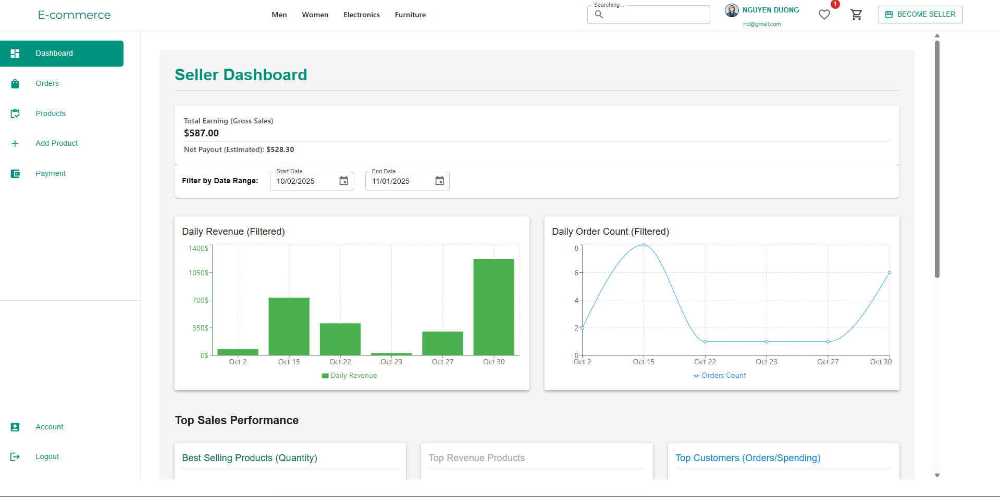 E-commerce
Men Women Electronics Furniture
Searching...
NGUYEN DUONG
nd@gmail.com
1
BECOME SELLER
Dashboard
Orders
Products
Add Product
Payment
Account
Logout
Seller Dashboard
Total Earning (Gross Sales)
$587.00
Net Payout (Estimated): $528.30
Filter by Date Range:
Start Date
10/02/2025
End Date
11/01/2025
Daily Revenue (Filtered)
1400$
1050$
700$
350$
0$
Oct 2 Oct 15 Oct 22 Oct 23 Oct 27 Oct 30
Daily Revenue
Daily Order Count (Filtered)
8
6
4
2
0
Oct 2 Oct 15 Oct 22 Oct 23 Oct 27 Oct 30
Orders Count
Top Sales Performance
Best Selling Products (Quantity)
Top Revenue Products
Top Customers (Orders/Spending)